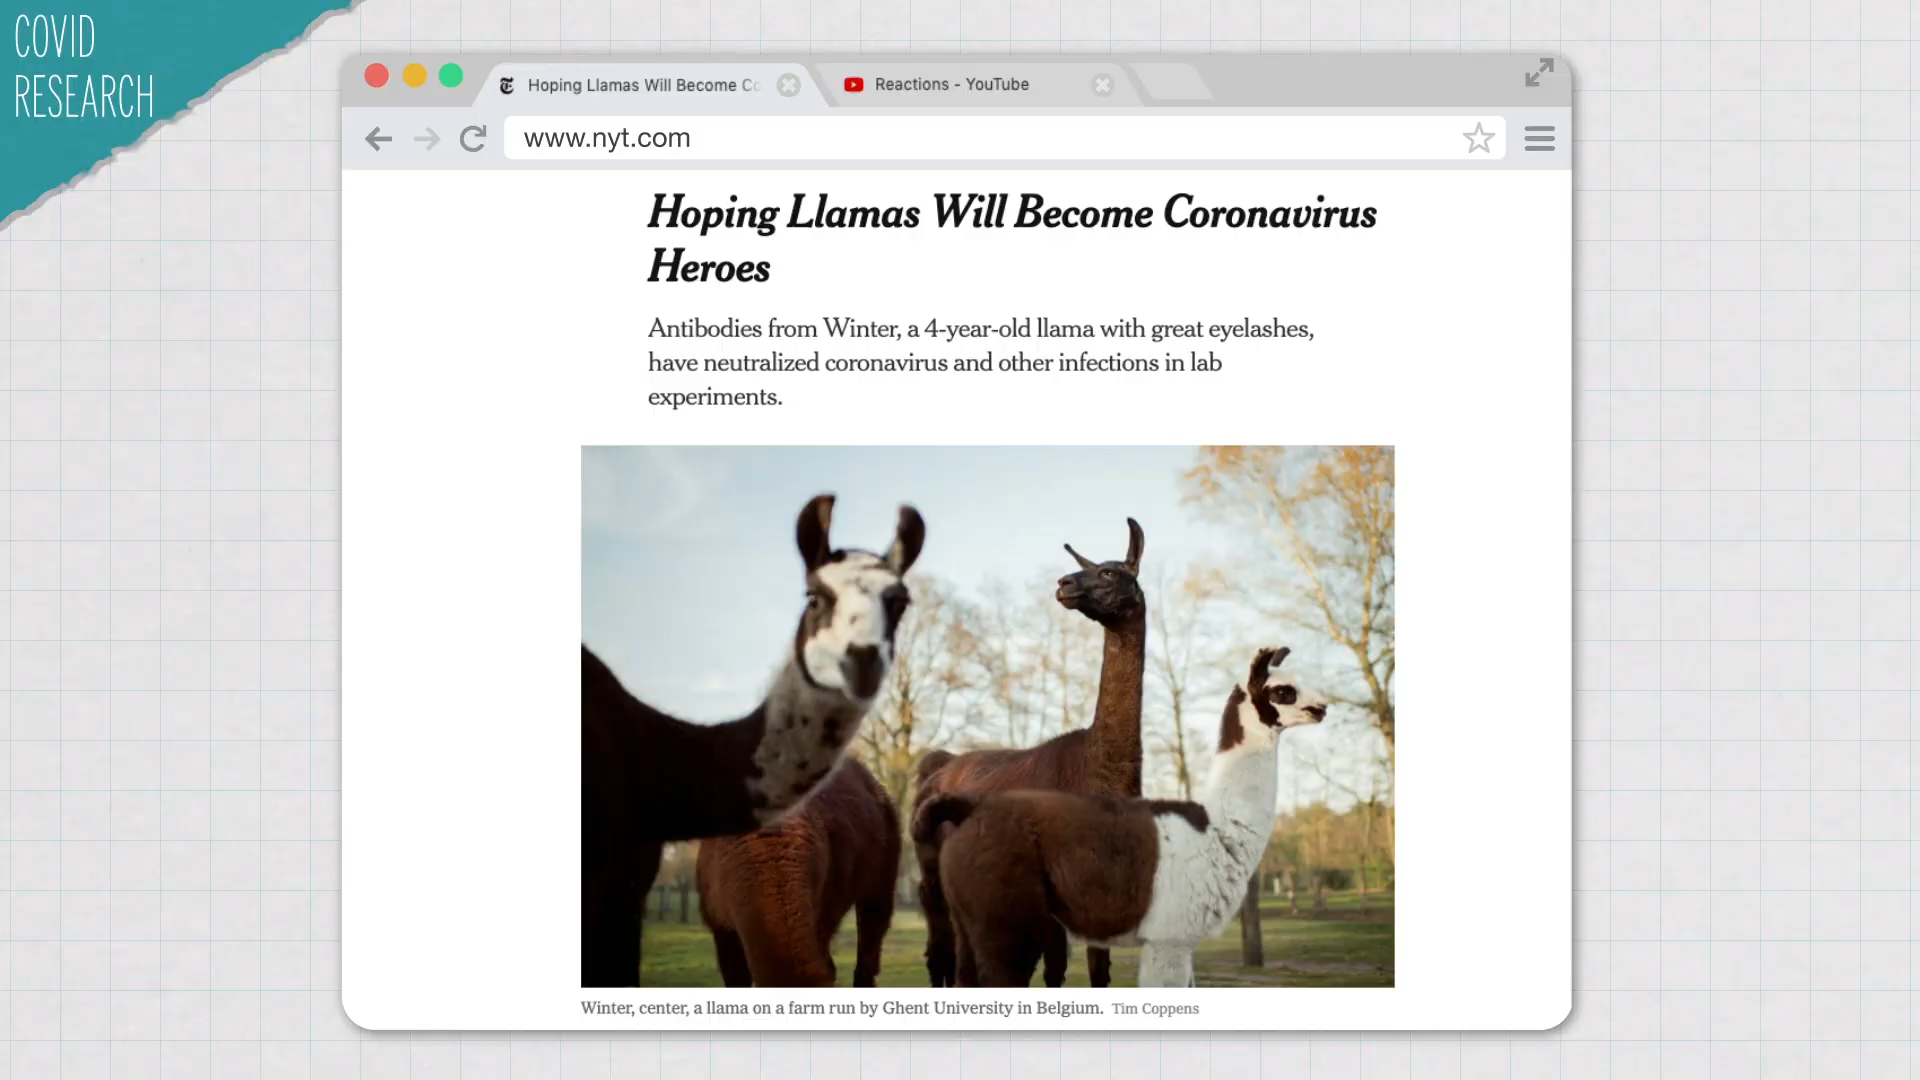 COVID
RESEARCH
Hoping Llamas Will Become Co
Reactions - YouTube
www.nyt.com
Hoping Llamas Will Become Coronavirus
Heroes
Antibodies from Winter, a 4-year-old llama with great eyelashes,
have neutralized coronavirus and other infections in lab
experiments.
Winter, center, a llama on a farm run by Ghent University in Belgium. Tim Coppens